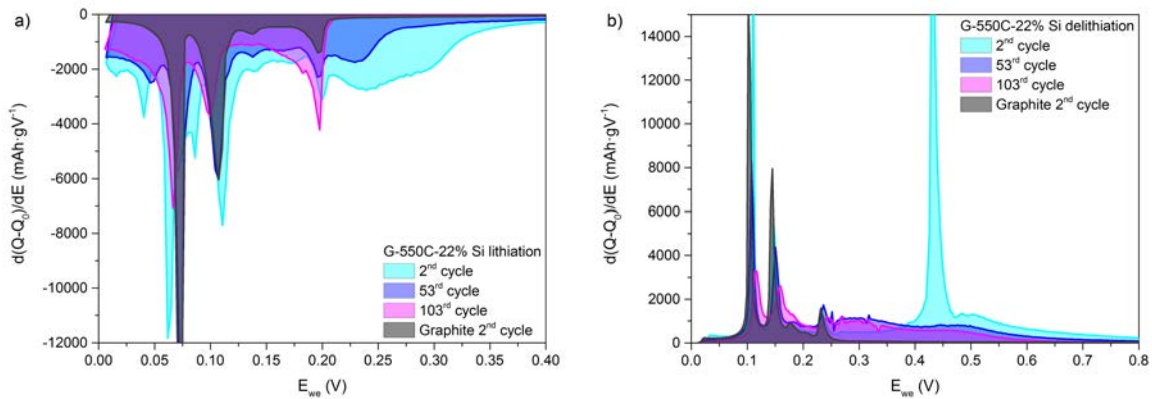 a)
0
-2000
-4000
-6000
-8000
-10000
-12000
0.00
0.05
0.10
0.15
0.20
0.25
0.30
0.35
0.40
d(Q-Q₀)/dE (mAh·gV⁻¹)
E_we (V)
G-550C-22% Si lithiation
2ⁿᵈ cycle
53ʳᵈ cycle
103ʳᵈ cycle
Graphite 2ⁿᵈ cycle
b)
14000
12000
10000
8000
6000
4000
2000
0
0.0
0.1
0.2
0.3
0.4
0.5
0.6
0.7
0.8
d(Q-Q₀)/dE (mAh·gV⁻¹)
E_we (V)
G-550C-22% Si delithiation
2ⁿᵈ cycle
53ʳᵈ cycle
103ʳᵈ cycle
Graphite 2ⁿᵈ cycle